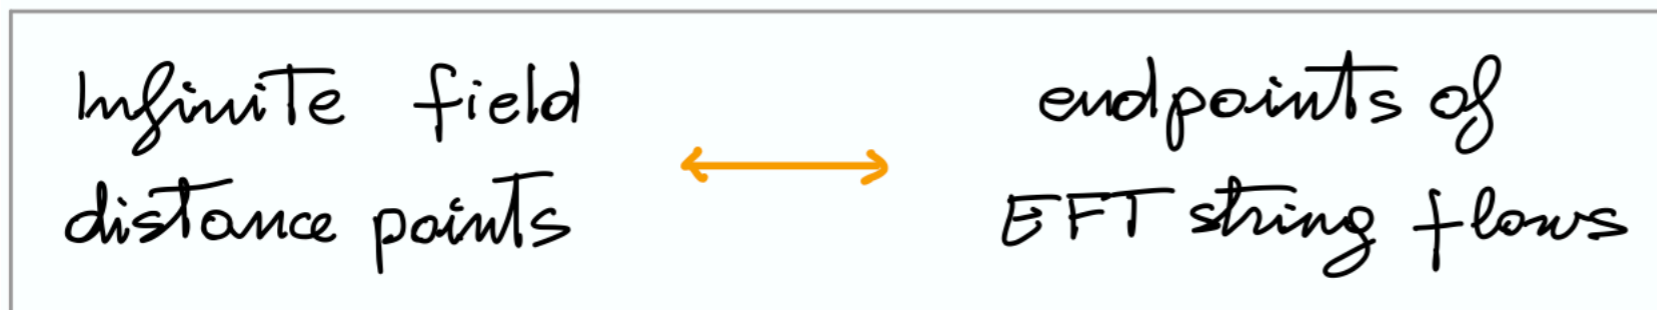 Infinite field
distance points
endpoints of
EFT string flows